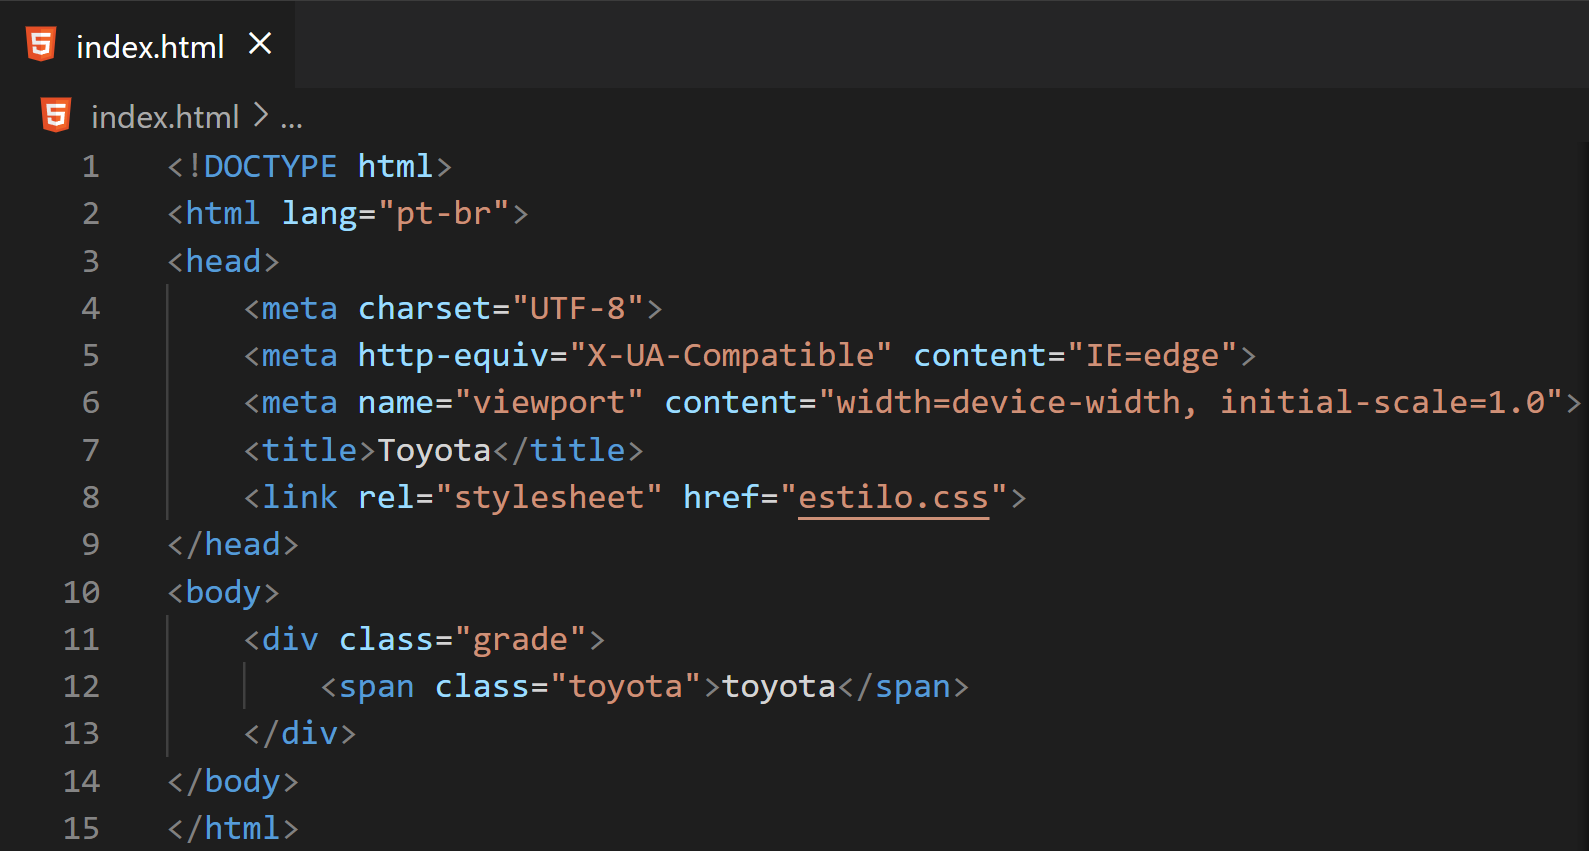 index.html ✕
index.html > ...
1 <!DOCTYPE html>
2 <html lang="pt-br">
3 <head>
4     <meta charset="UTF-8">
5     <meta http-equiv="X-UA-Compatible" content="IE=edge">
6     <meta name="viewport" content="width=device-width, initial-scale=1.0">
7     <title>Toyota</title>
8     <link rel="stylesheet" href="estilo.css">
9 </head>
10 <body>
11     <div class="grade">
12         <span class="toyota">toyota</span>
13     </div>
14 </body>
15 </html>